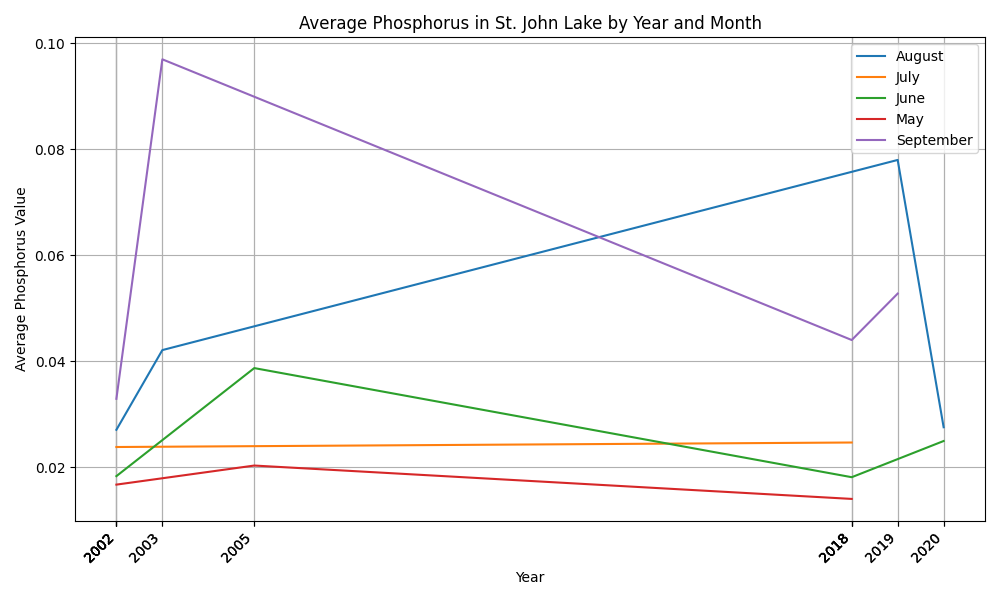 Average Phosphorus in St. John Lake by Year and Month
August
July
June
May
September
Average Phosphorus Value
0.10
0.08
0.06
0.04
0.02
2002
2003
2005
2018
2019
2020
Year